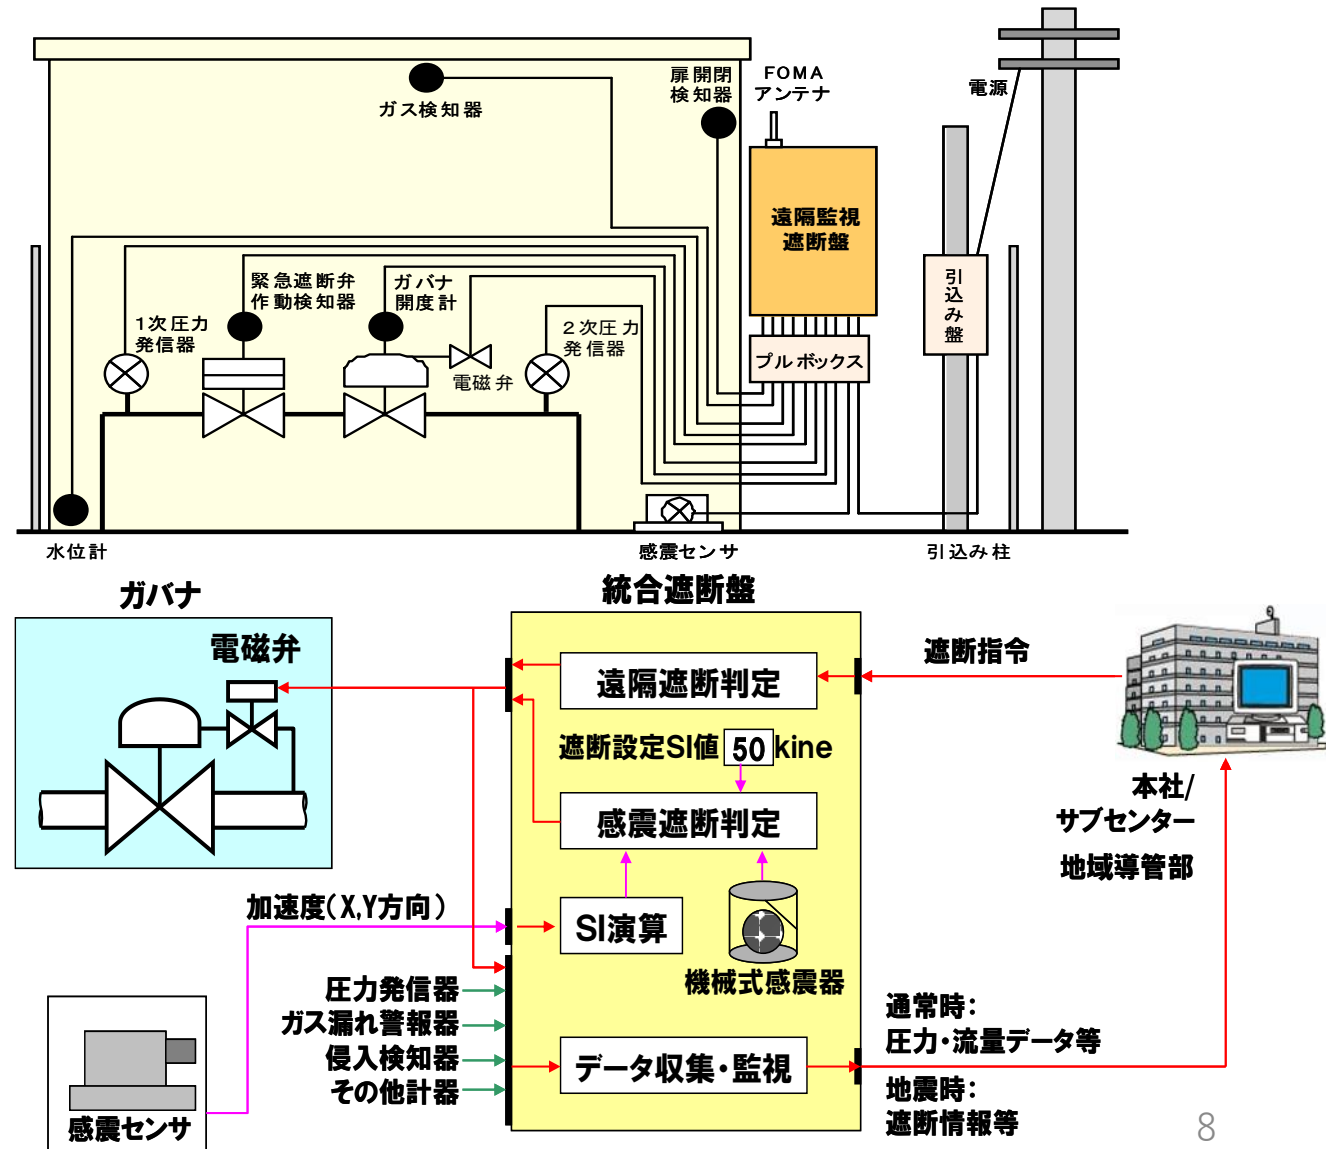 ガス検知器
扉開閉
検知器
FOMA
アンテナ
電源
遠隔監視
遮断盤
引込み盤
緊急遮断弁
作動検知器
ガバナ
開度計
1次圧力
発信器
2次圧力
発信器
電磁弁
プルボックス
水位計
感震センサ
引込み柱
ガバナ
統合遮断盤
電磁弁
遠隔遮断判定
遮断指令
遮断設定SI値 50 kine
感震遮断判定
本社/
サブセンター
地域導管部
加速度(X,Y方向)
SI演算
機械式感震器
圧力発信器
ガス漏れ警報器
侵入検知器
その他計器
データ収集・監視
通常時:
圧力・流量データ等
地震時:
遮断情報等
感震センサ
8